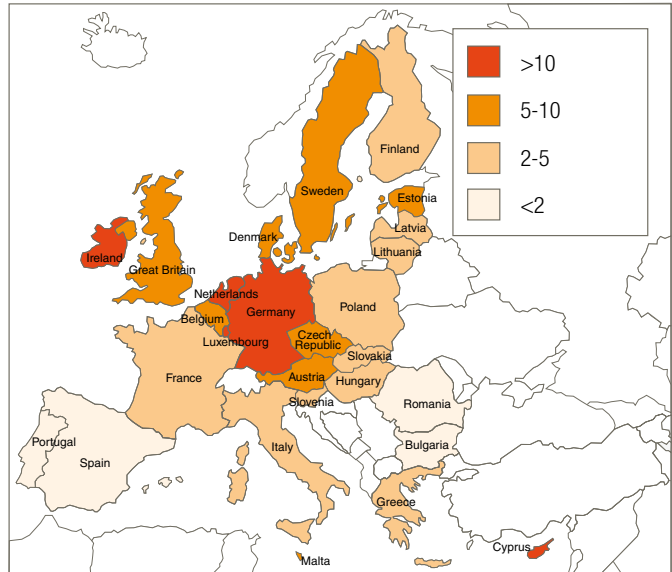 >10
5-10
2-5
<2
Finland
Sweden
Estonia
Latvia
Lithuania
Denmark
Ireland
Great Britain
Netherlands
Germany
Poland
Belgium
Luxembourg
Czech
Republic
Slovakia
France
Austria
Hungary
Slovenia
Romania
Portugal
Spain
Italy
Bulgaria
Greece
Cyprus
Malta